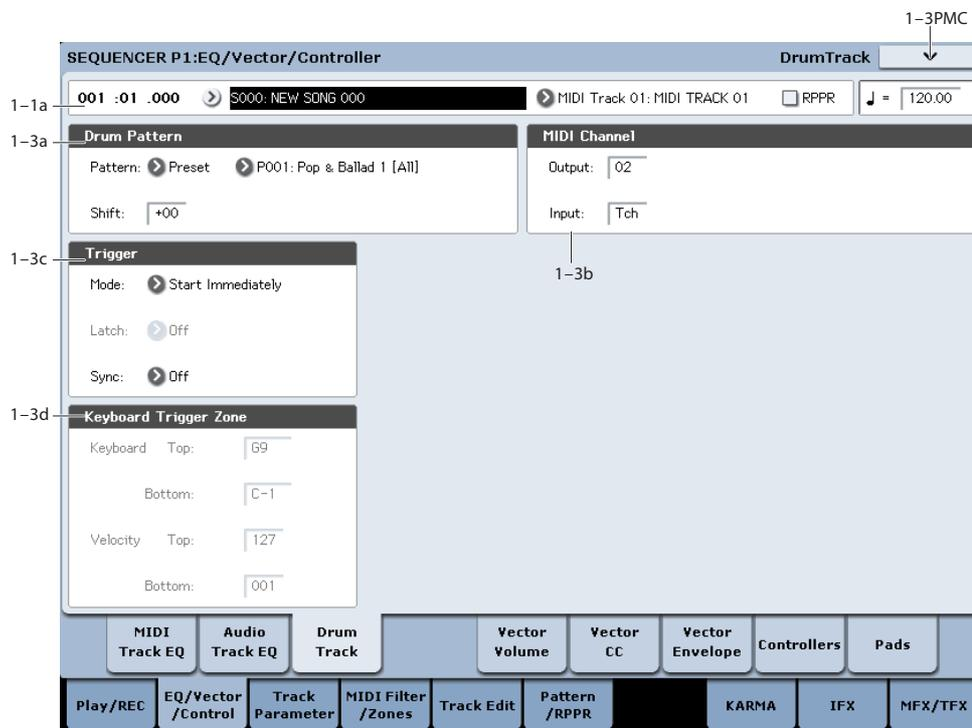 1–3PMC
SEQUENCER P1:EQ/Vector/Controller
DrumTrack
1–1a
001 :01 .000
S000: NEW SONG 000
MIDI Track 01: MIDI TRACK 01
RPPR
♩ = 120.00
1–3a
Drum Pattern
MIDI Channel
Pattern: Preset P001: Pop & Ballad 1 [All]
Output: 02
Shift: +00
Input: Tch
1–3c
Trigger
1–3b
Mode: Start Immediately
Latch: Off
Sync: Off
1–3d
Keyboard Trigger Zone
Keyboard Top: G9
Bottom: C-1
Velocity Top: 127
Bottom: 001
MIDI Track EQ
Audio Track EQ
Drum Track
Vector Volume
Vector CC
Vector Envelope
Controllers
Pads
Play/REC
EQ/Vector /Control
Track Parameter
MIDI Filter /Zones
Track Edit
Pattern /RPPR
KARMA
IFX
MFX/TFX